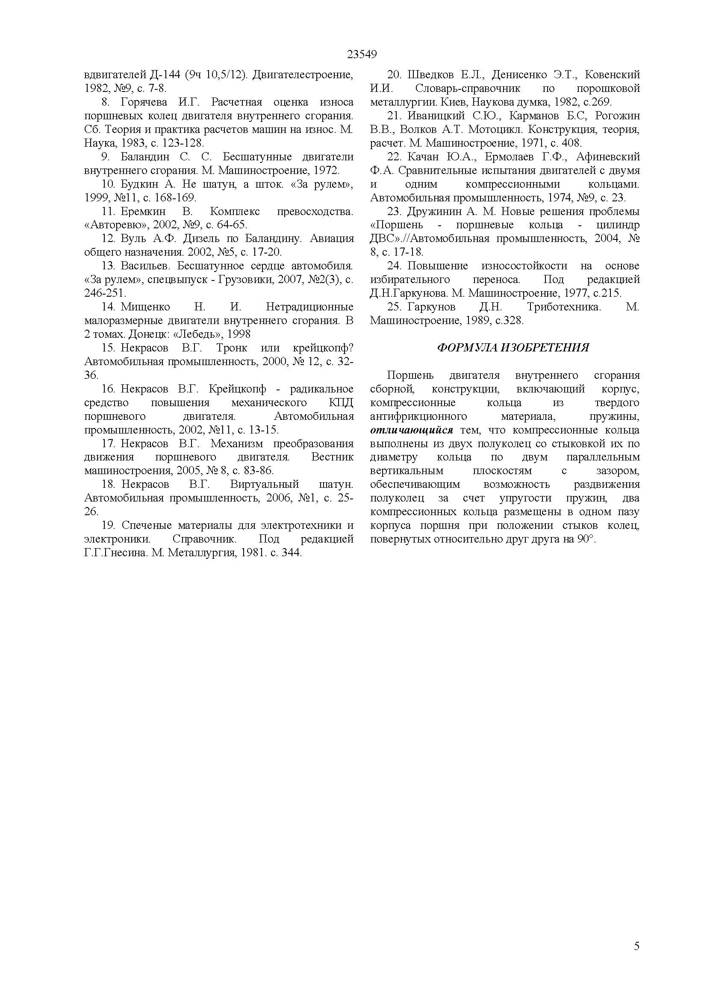 23549
вдвигателей Д-144 (9ч 10,5/12). Двигателестроение,
1982, №9, с. 7-8.
8. Горячева И.Г. Расчетная оценка износа
поршневых колец двигателя внутреннего сгорания.
Сб. Теория и практика расчетов машин на износ. М.
Наука, 1983, с. 123-128.
9. Баландин С. С. Бесшатунные двигатели
внутреннего сгорания. М. Машиностроение, 1972.
10. Будкин А. Не шатун, а шток. «За рулем»,
1999, №11, с. 168-169.
11. Еремкин В. Комплекс превосходства.
«Авторевю», 2002, №9, с. 64-65.
12. Вуль А.Ф. Дизель по Баландину. Авиация
общего назначения. 2002, №5, с. 17-20.
13. Васильев. Бесшатунное сердце автомобиля.
«За рулем», спецвыпуск - Грузовики, 2007, №2(3), с.
246-251.
14. Мищенко Н. И. Нетрадиционные
малоразмерные двигатели внутреннего сгорания. В
2 томах. Донецк: «Лебедь», 1998
15. Некрасов В.Г. Тронк или крейцкопф?
Автомобильная промышленность, 2000, № 12, с. 32-
36.
16. Некрасов В.Г. Крейцкопф - радикальное
средство повышения механического КПД
поршневого двигателя. Автомобильная
промышленность, 2002, №11, с. 13-15.
17. Некрасов В.Г. Механизм преобразования
движения поршневого двигателя. Вестник
машиностроения, 2005, № 8, с. 83-86.
18. Некрасов В.Г. Виртуальный шатун.
Автомобильная промышленность, 2006, №1, с. 25-
26.
19. Спеченые материалы для электротехники и
электроники. Справочник. Под редакцией
Г.Г.Гнесина. М. Металлургия, 1981. с. 344.
20. Шведков Е.Л., Денисенко Э.Т., Ковенский
И.И. Словарь-справочник по порошковой
металлургии. Киев, Наукова думка, 1982, с.269.
21. Иваницкий С.Ю., Карманов Б.С, Рогожин
В.В., Волков А.Т. Мотоцикл. Конструкция, теория,
расчет. М. Машиностроение, 1971, с. 408.
22. Качан Ю.А., Ермолаев Г.Ф., Афиневский
Ф.А. Сравнительные испытания двигателей с двумя
и одним компрессионными кольцами.
Автомобильная промышленность, 1974, №9, с. 23.
23. Дружинин А. М. Новые решения проблемы
«Поршень - поршневые кольца - цилиндр
ДВС».//Автомобильная промышленность, 2004, №
8, с. 17-18.
24. Повышение износостойкости на основе
избирательного переноса. Под редакцией
Д.Н.Гаркунова. М. Машиностроение, 1977, с.215.
25. Гаркунов Д.Н. Триботехника. М.
Машиностроение, 1989, с.328.
ФОРМУЛА ИЗОБРЕТЕНИЯ
Поршень двигателя внутреннего сгорания
сборной, конструкции, включающий корпус,
компрессионные кольца из твердого
антифрикционного материала, пружины,
отличающийся тем, что компрессионные кольца
выполнены из двух полуколец со стыковкой их по
диаметру кольца по двум параллельным
вертикальным плоскостям с зазором,
обеспечивающим возможность раздвижения
полуколец за счет упругости пружин, два
компрессионных кольца размещены в одном пазу
корпуса поршня при положении стыков колец,
повернутых относительно друг друга на 90°.
5